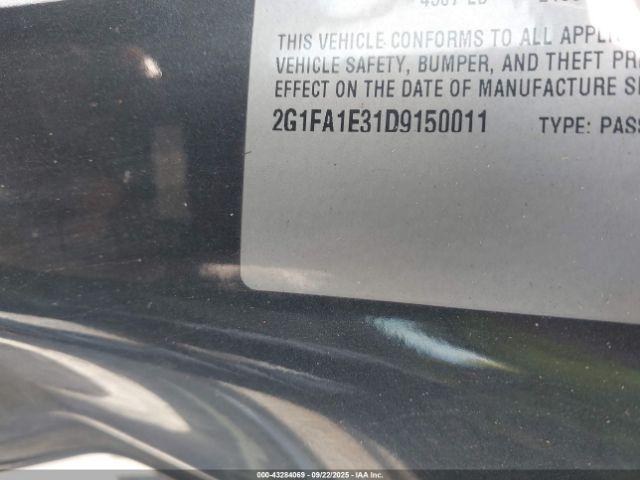 THIS VEHICLE CONFORMS TO ALL
VEHICLE SAFETY, BUMPER, AND THEFT
EFFECT ON THE DATE OF MANUFACTURE
2G1FA1E31D9150011 TYPE:
000-43284069 09/22/2025 IAA Inc.